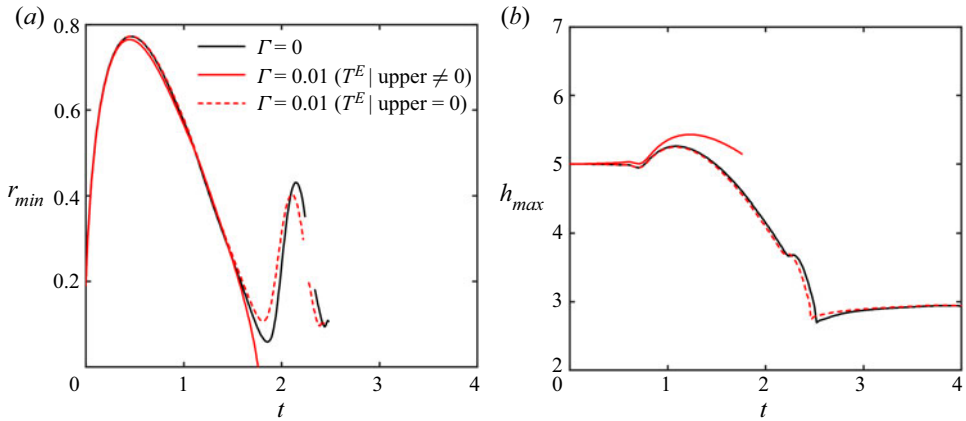 (a)
(b)
0.8
0.6
0.4
0.2
r_min
0
1
2
3
4
t
Γ = 0
Γ = 0.01 (T^E | upper ≠ 0)
Γ = 0.01 (T^E | upper = 0)
7
6
5
4
3
2
h_max
0
1
2
3
4
t